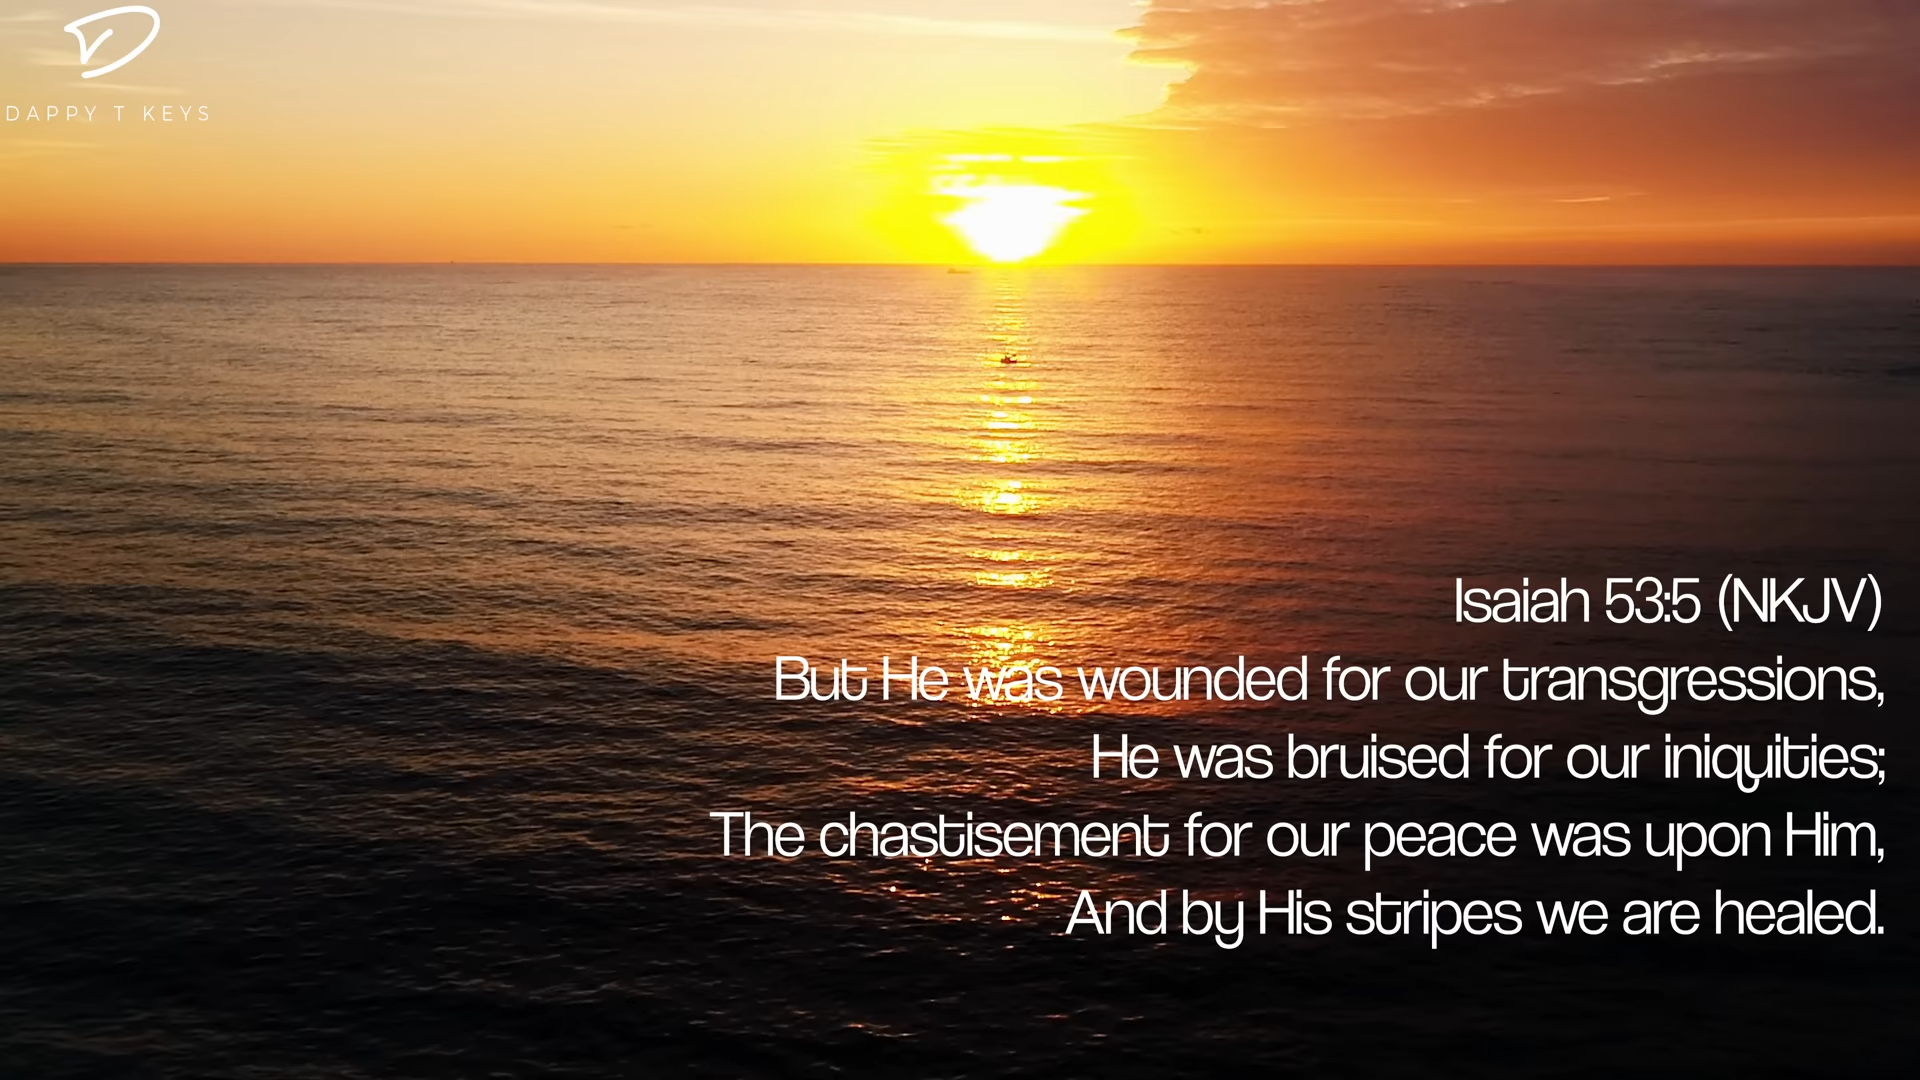 DAPPY T KEYS
Isaiah 53:5 (NKJV)
But He was wounded for our transgressions,
He was bruised for our iniquities;
The chastisement for our peace was upon Him,
And by His stripes we are healed.